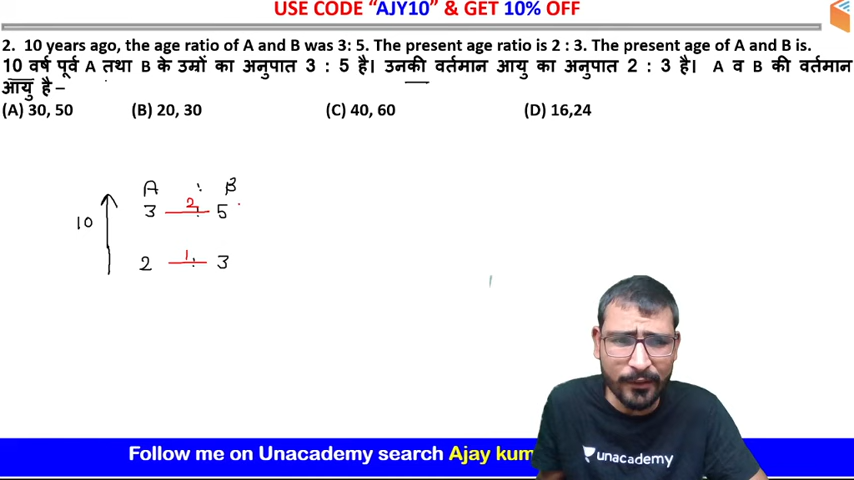 USE CODE “AJY10” & GET 10% OFF
2. 10 years ago, the age ratio of A and B was 3: 5. The present age ratio is 2 : 3. The present age of A and B is.
10 वर्ष पूर्व A तथा B के उम्रों का अनुपात 3 : 5 है। उनकी वर्तमान आयु का अनुपात 2 : 3 है। A व B की वर्तमान
आयु है –
(A) 30, 50 (B) 20, 30 (C) 40, 60 (D) 16,24
A : B
3 2 5
10
2 1 3
unacademy
Follow me on Unacademy search Ajay kum